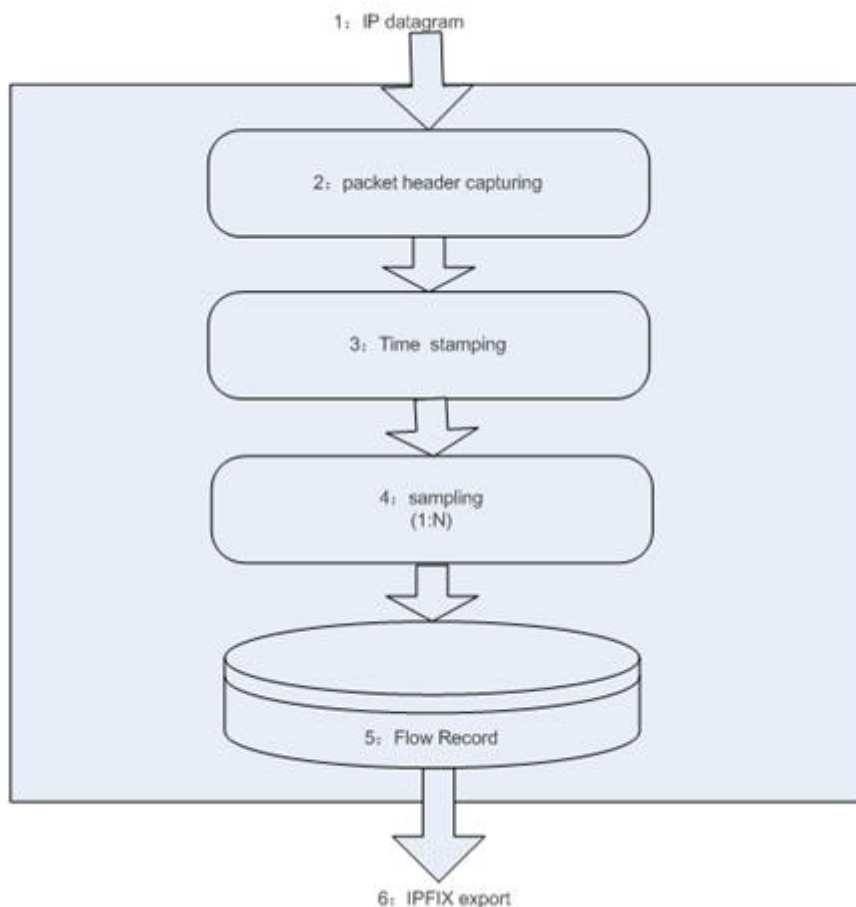 1：IP datagram
2：packet header capturing
3：Time stamping
4：sampling
(1:N)
5：Flow Record
6：IPFIX export